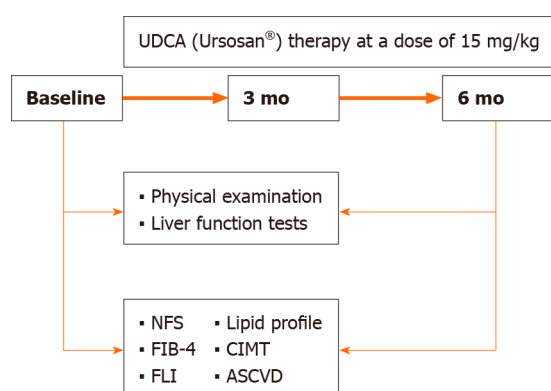 UDCA (Ursosan®) therapy at a dose of 15 mg/kg
Baseline
3 mo
6 mo
▪ Physical examination
▪ Liver function tests
▪ NFS ▪ Lipid profile
▪ FIB-4 ▪ CIMT
▪ FLI ▪ ASCVD